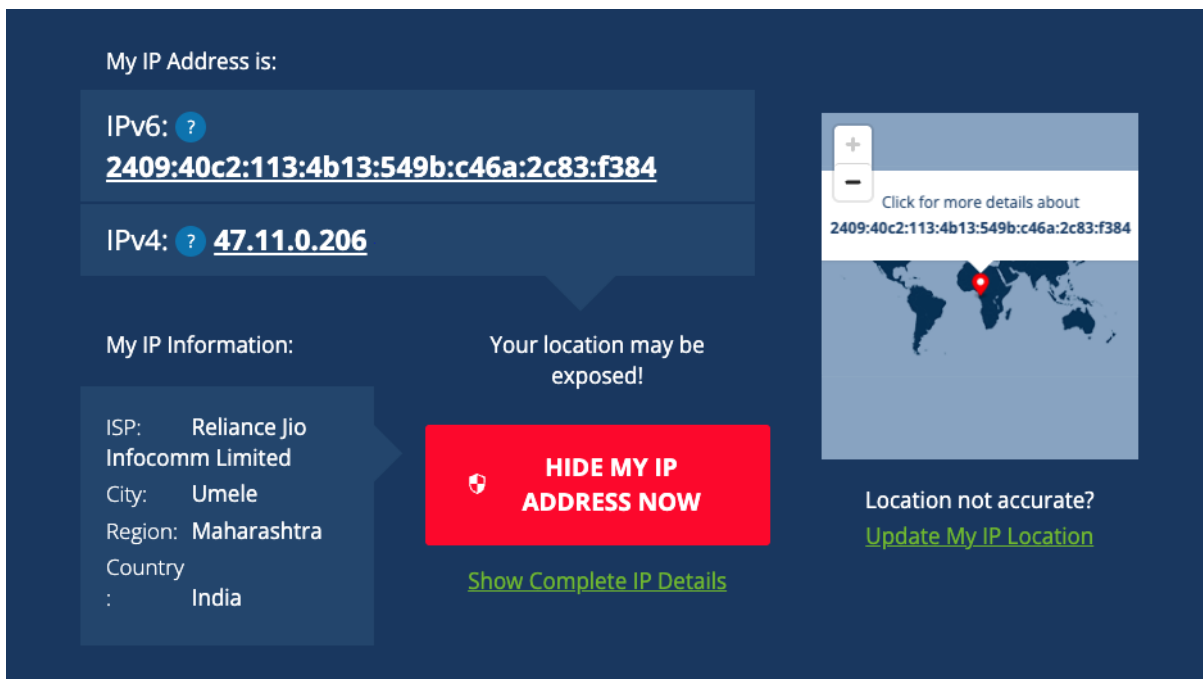 My IP Address is:
IPv6: ?
2409:40c2:113:4b13:549b:c46a:2c83:f384
IPv4: ? 47.11.0.206
My IP Information:
ISP: Reliance Jio
Infocomm Limited
City: Umele
Region: Maharashtra
Country
: India
Your location may be
exposed!
HIDE MY IP
ADDRESS NOW
Show Complete IP Details
+
−
Click for more details about
2409:40c2:113:4b13:549b:c46a:2c83:f384
Location not accurate?
Update My IP Location